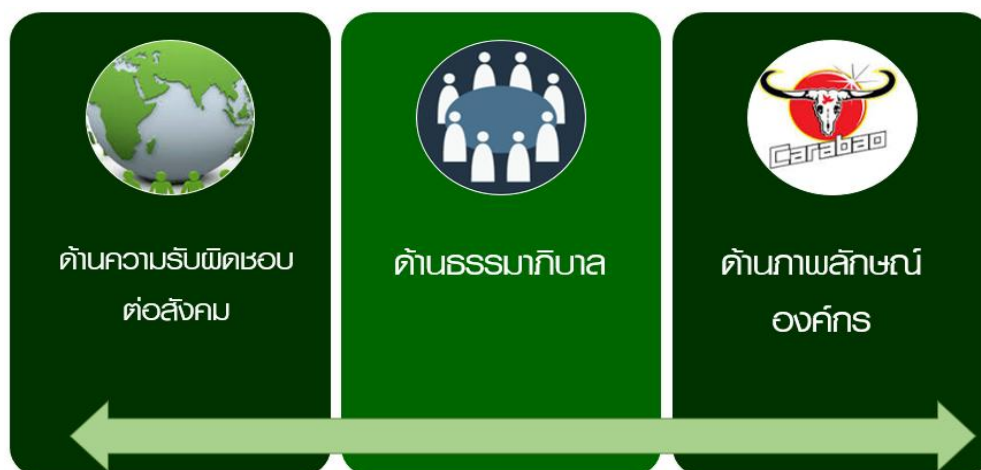 Carabao
ด้านความรับผิดชอบ
ต่อสังคม
ด้านธรรมาภิบาล
ด้านภาพลักษณ์
องค์กร